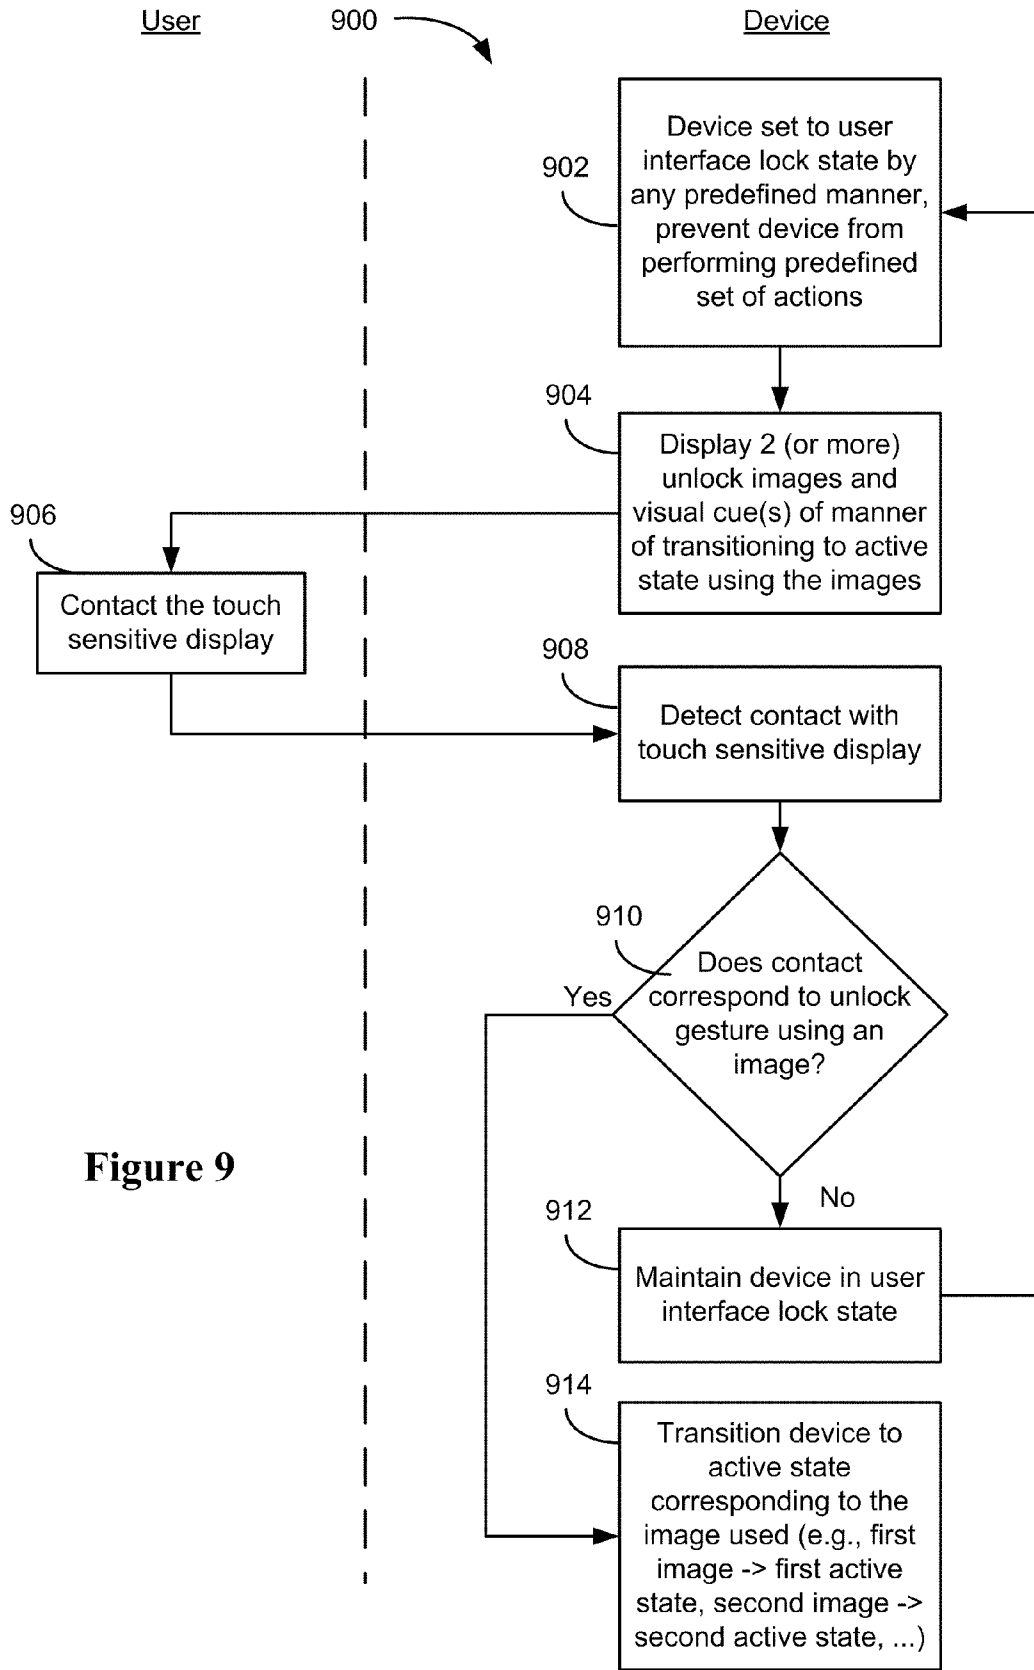 User
900
Device
902
Device set to user
interface lock state by
any predefined manner,
prevent device from
performing predefined
set of actions
904
Display 2 (or more)
unlock images and
visual cue(s) of manner
of transitioning to active
state using the images
906
Contact the touch
sensitive display
908
Detect contact with
touch sensitive display
910
Does contact
correspond to unlock
gesture using an
image?
Yes
No
Figure 9
912
Maintain device in user
interface lock state
914
Transition device to
active state
corresponding to the
image used (e.g., first
image -> first active
state, second image ->
second active state, ...)